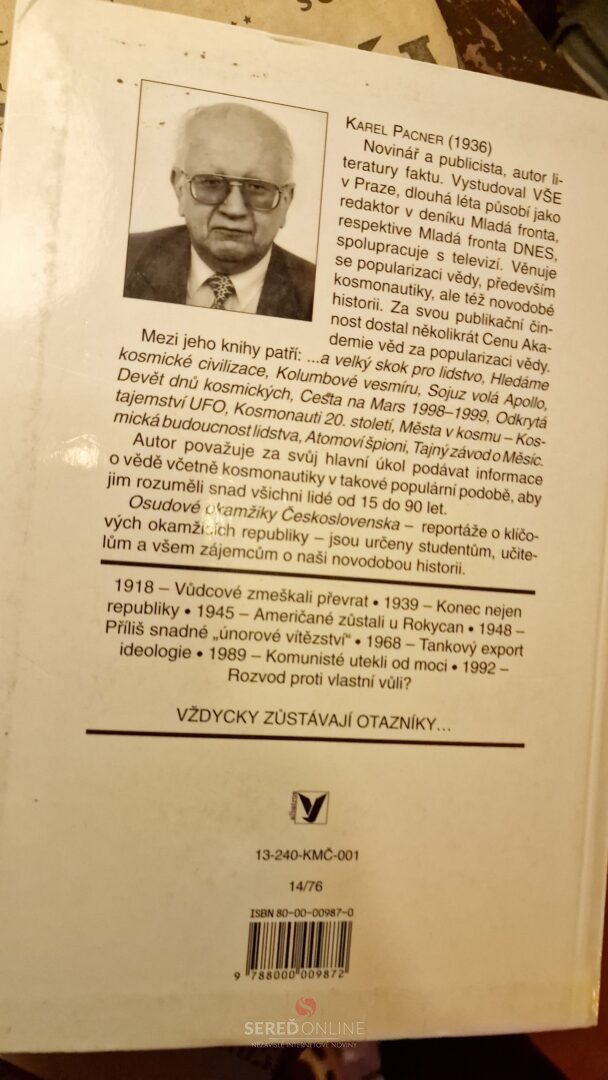 KAREL PACNER (1936)
Novinář a publicista, autor li-
teratury faktu. Vystudoval VŠE
v Praze, dlouhá léta působí jako
redaktor v deníku Mladá fronta,
respektive Mladá fronta DNES,
spolupracuje s televizí. Věnuje
se popularizaci vědy, především
kosmonautiky, ale též novodobé
historii. Za svou publikační čin-
nost dostal několikrát Cenu Aka-
demie věd za popularizaci vědy.
Mezi jeho knihy patří: ...a velký skok pro lidstvo, Hledáme
kosmické civilizace, Kolumbové vesmíru, Sojuz volá Apollo,
Devět dnů kosmických, Cesta na Mars 1998–1999, Odkrytá
tajemství UFO, Kosmonauti 20. století, Města v kosmu – Kos-
mická budoucnost lidstva, Atomoví špioni, Tajný závod o Měsíc.
Autor považuje za svůj hlavní úkol podávat informace
o vědě včetně kosmonautiky v takové populární podobě, aby
jim rozuměli snad všichni lidé od 15 do 90 let.
Osudové okamžiky Československa – reportáže o klíčo-
vých okamžicích republiky – jsou určeny studentům, učite-
lům a všem zájemcům o naši novodobou historii.
1918 – Vůdcové zmeškali převrat • 1939 – Konec nejen
republiky • 1945 – Američané zůstali u Rokycan • 1948 –
Příliš snadné „únorové vítězství“ • 1968 – Tankový export
ideologie • 1989 – Komunisté utekli od moci • 1992 –
Rozvod proti vlastní vůli?
VŽDYCKY ZŮSTÁVAJÍ OTAZNÍKY...
albatros
13-240-KMČ-001
14/76
ISBN 80-00-00987-0
9 788000 009872
SEREĎONLINE
NEZÁVISLÉ INTERNETOVÉ NOVINY